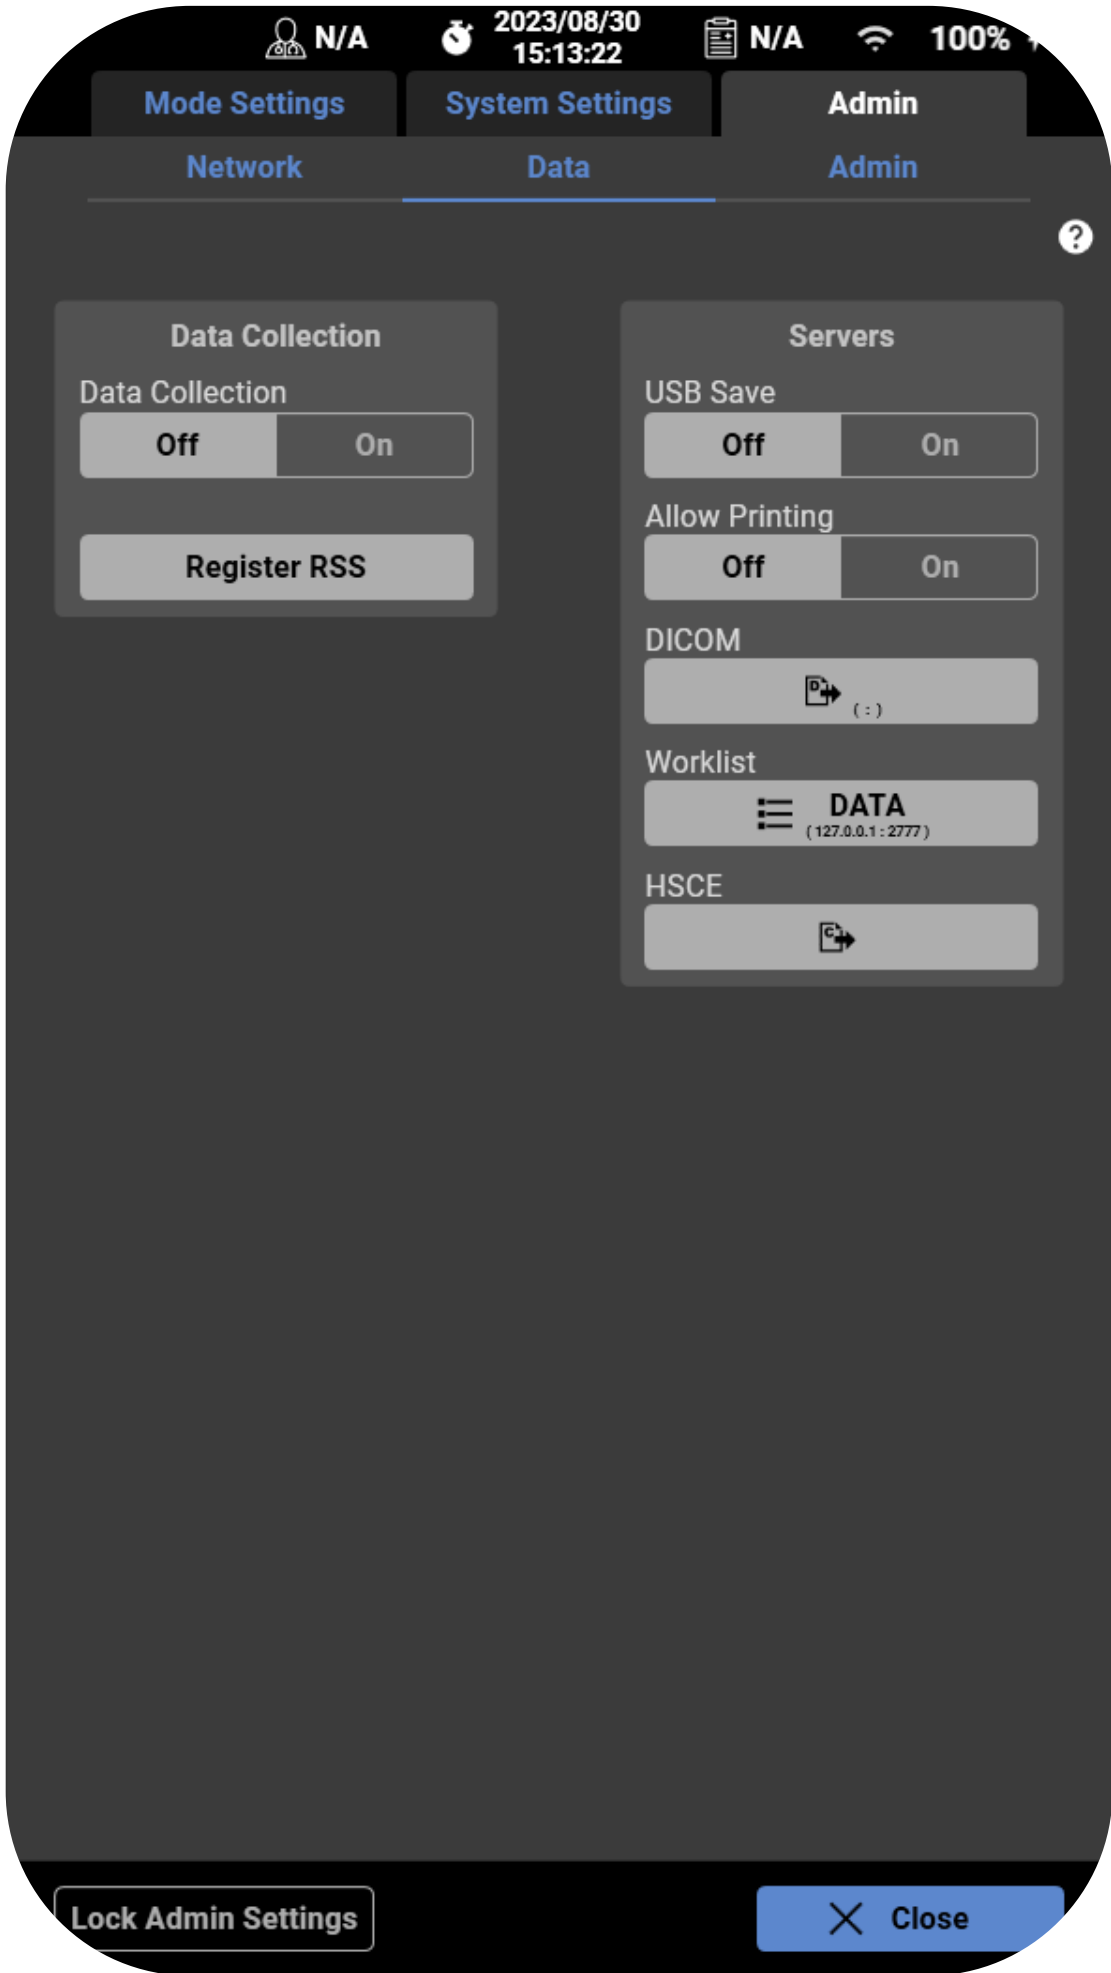 N/A
2023/08/30
15:13:22
N/A
100%
Mode Settings
System Settings
Admin
Network
Data
Admin
?
Data Collection
Data Collection
Off
On
Register RSS
Servers
USB Save
Off
On
Allow Printing
Off
On
DICOM
D
( : )
Worklist
DATA
( 127.0.0.1 : 2777 )
HSCE
C
Lock Admin Settings
Close